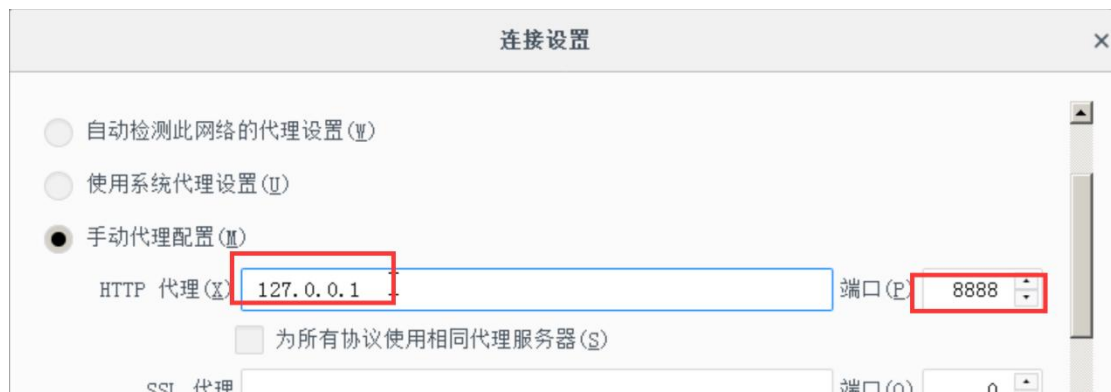 连接设置
自动检测此网络的代理设置(W)
使用系统代理设置(U)
手动代理配置(M)
HTTP 代理(X) 127.0.0.1 端口(P) 8888
为所有协议使用相同代理服务器(S)
SSL 代理 端口(O) 0